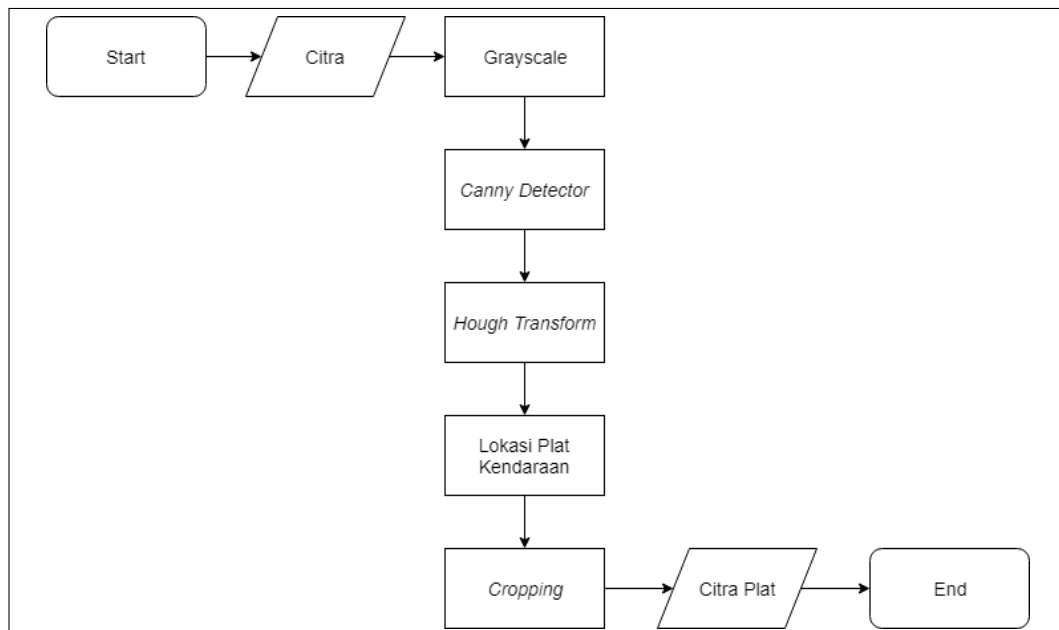 Start
Citra
Grayscale
Canny Detector
Hough Transform
Lokasi Plat
Kendaraan
Cropping
Citra Plat
End